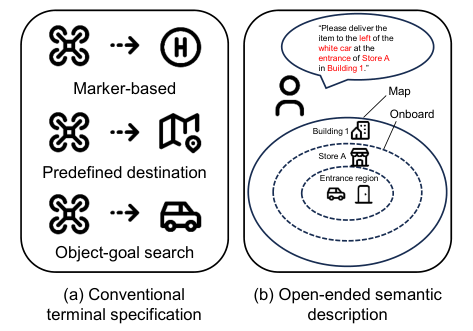 H
Marker-based
Predefined destination
Object-goal search
(a) Conventional
terminal specification
"Please deliver the
item to the left of the
white car at the
entrance of Store A
in Building 1."
Map
Onboard
Building 1
Store A
Entrance region
(b) Open-ended semantic
description